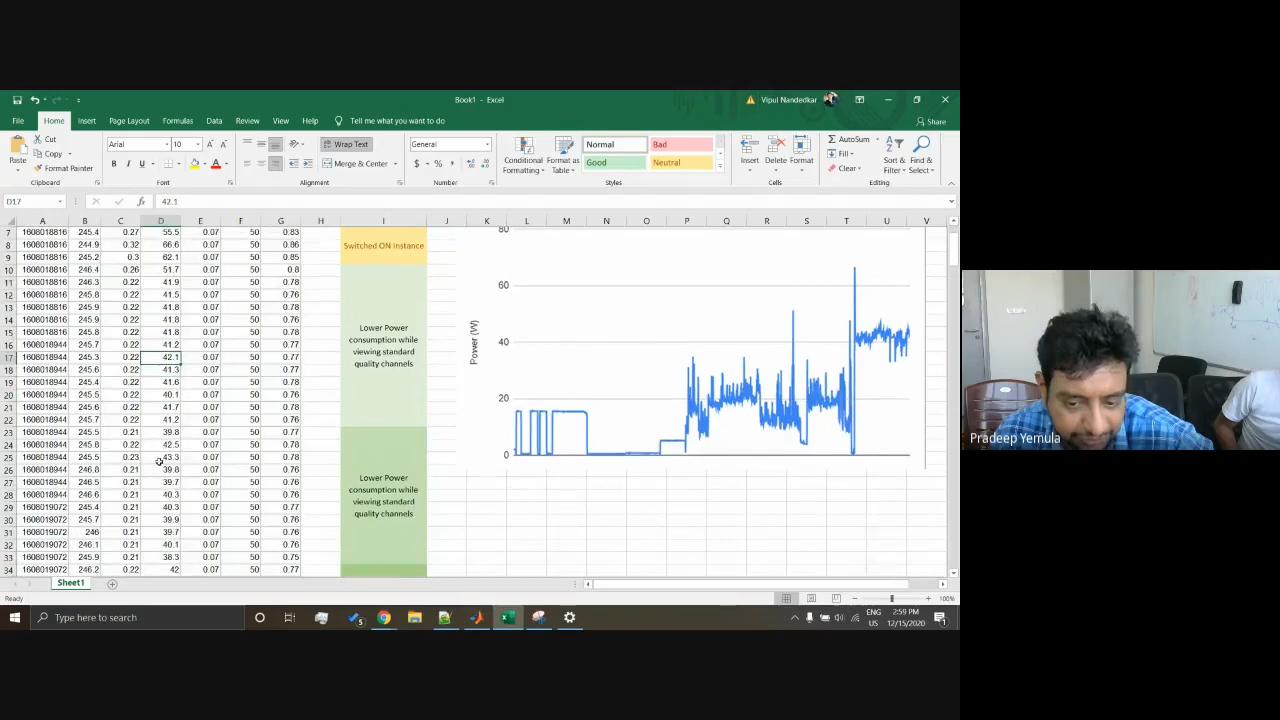 Book1 - Excel
Vipul Nandedkar
File Home Insert Page Layout Formulas Data Review View Help Tell me what you want to do
Share
Paste
Cut
Copy
Format Painter
Clipboard
Arial 10
Font
Wrap Text
Merge & Center
Alignment
General
Number
Conditional Formatting
Format as Table
Normal Bad
Good Neutral
Styles
Insert Delete Format
Cells
AutoSum
Fill
Clear
Sort & Filter
Find & Select
Editing
D17 42.1
A B C D E F G H I J K L M N O P Q R S T U V
7 1608018816 245.4 0.27 55.5 0.07 50 0.83
8 1608018816 244.9 0.32 66.6 0.07 50 0.86
9 1608018816 245.2 0.3 62.1 0.07 50 0.85
10 1608018816 246.4 0.26 51.7 0.07 50 0.8
11 1608018816 246.3 0.22 41.9 0.07 50 0.78
12 1608018816 245.8 0.22 41.5 0.07 50 0.76
13 1608018816 245.9 0.22 41.8 0.07 50 0.76
14 1608018816 245.9 0.22 41.8 0.07 50 0.76
15 1608018816 245.8 0.22 41.8 0.07 50 0.78
16 1608018944 245.7 0.22 41.2 0.07 50 0.76
17 1608018944 245.3 0.22 42.1 0.07 50 0.77
18 1608018944 245.6 0.22 41.3 0.07 50 0.77
19 1608018944 245.4 0.22 41.6 0.07 50 0.78
20 1608018944 245.6 0.22 40.1 0.07 50 0.76
21 1608018944 245.6 0.22 41.7 0.07 50 0.78
22 1608018944 245.7 0.22 41.2 0.07 50 0.76
23 1608018944 245.5 0.21 39.8 0.07 50 0.76
24 1608018944 245.8 0.22 42.5 0.07 50 0.78
25 1608018944 245.5 0.23 43.3 0.07 50 0.78
26 1608018944 246.8 0.21 39.8 0.07 50 0.76
27 1608018944 246.5 0.21 39.7 0.07 50 0.76
28 1608018944 246.6 0.21 40.3 0.07 50 0.76
29 1608019072 245.4 0.21 40.3 0.07 50 0.77
30 1608019072 245.7 0.21 39.9 0.07 50 0.76
31 1608019072 246 0.21 39.7 0.07 50 0.76
32 1608019072 246.1 0.21 40.1 0.07 50 0.76
33 1608019072 245.9 0.21 38.3 0.07 50 0.75
34 1608019072 246.2 0.22 42 0.07 50 0.77
Switched ON Instance
Lower Power
consumption while
viewing standard
quality channels
Lower Power
consumption while
viewing standard
quality channels
80
60
40
20
0
Power (W)
Pradeep Yemula
Sheet1
Ready
100%
Type here to search
5
ENG
US
2:59 PM
12/15/2020
1